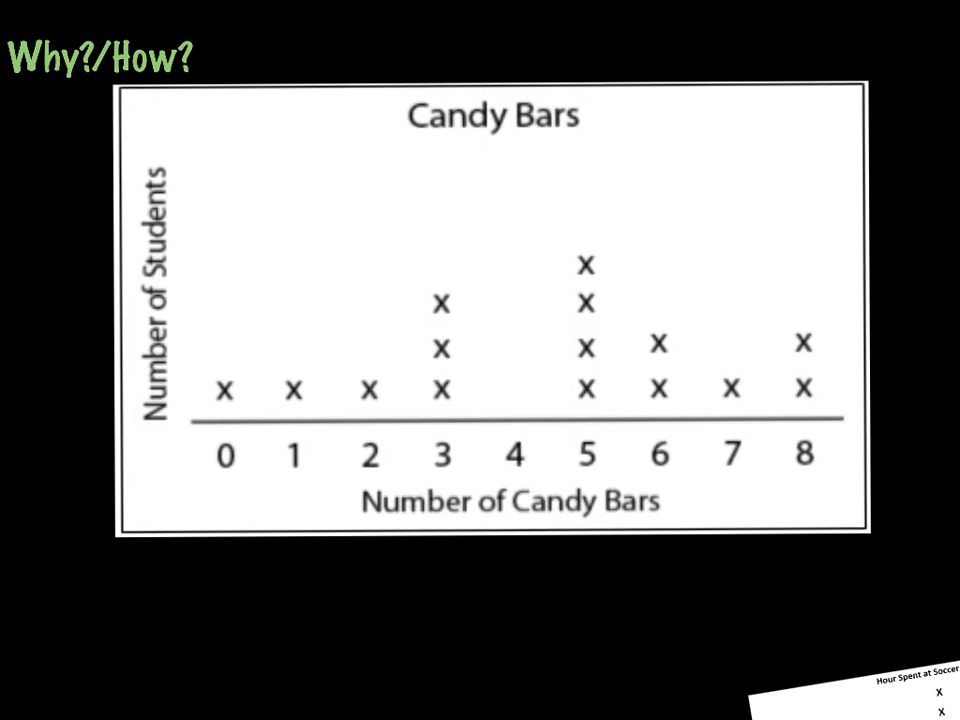 Why?/How?
Candy Bars
Number of Students
x
x x
x x x x
x x x x x x x x
0 1 2 3 4 5 6 7 8
Number of Candy Bars
Hour Spent at Soccer
X
X